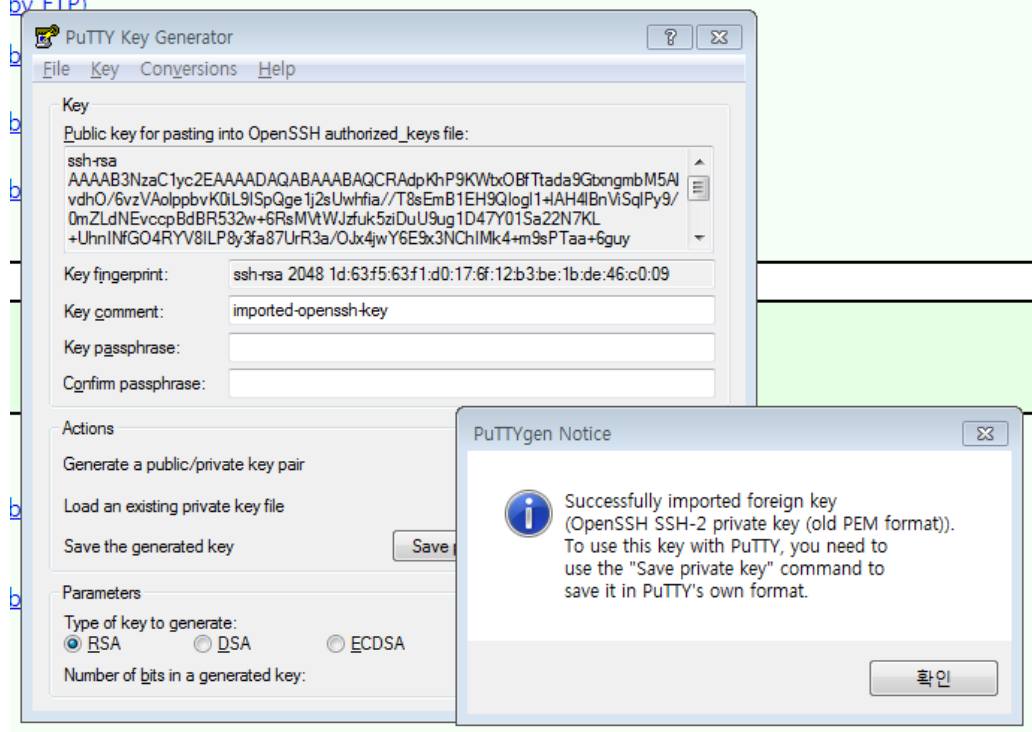 by FTP)
PuTTY Key Generator
File Key Conversions Help
Key
Public key for pasting into OpenSSH authorized_keys file:
ssh-rsa
AAAAB3NzaC1yc2EAAAADAQABAAABAQCRAdpKhP9KWtxOBfTtada9GtxngmbM5AI
vdhO/6vzVAolppbvK0iL9ISpQge1j2sUwhfia//T8sEmB1EH9QlogI1+IAH4IBnViSqIPy9/
0mZLdNEvccpBdBR532w+6RsMVtWJzfuk5ziDuU9ug1D47Y01Sa22N7KL
+UhnINfGO4RYV8ILP8y3fa87UrR3a/OJx4jwY6E9x3NChIMk4+m9sPTaa+6guy
Key fingerprint: ssh-rsa 2048 1d:63:f5:63:f1:d0:17:6f:12:b3:be:1b:de:46:c0:09
Key comment: imported-openssh-key
Key passphrase:
Confirm passphrase:
Actions
Generate a public/private key pair
Load an existing private key file
Save the generated key Save
Parameters
Type of key to generate:
RSA DSA ECDSA
Number of bits in a generated key:
PuTTYgen Notice
Successfully imported foreign key
(OpenSSH SSH-2 private key (old PEM format)).
To use this key with PuTTY, you need to
use the "Save private key" command to
save it in PuTTY's own format.
확인